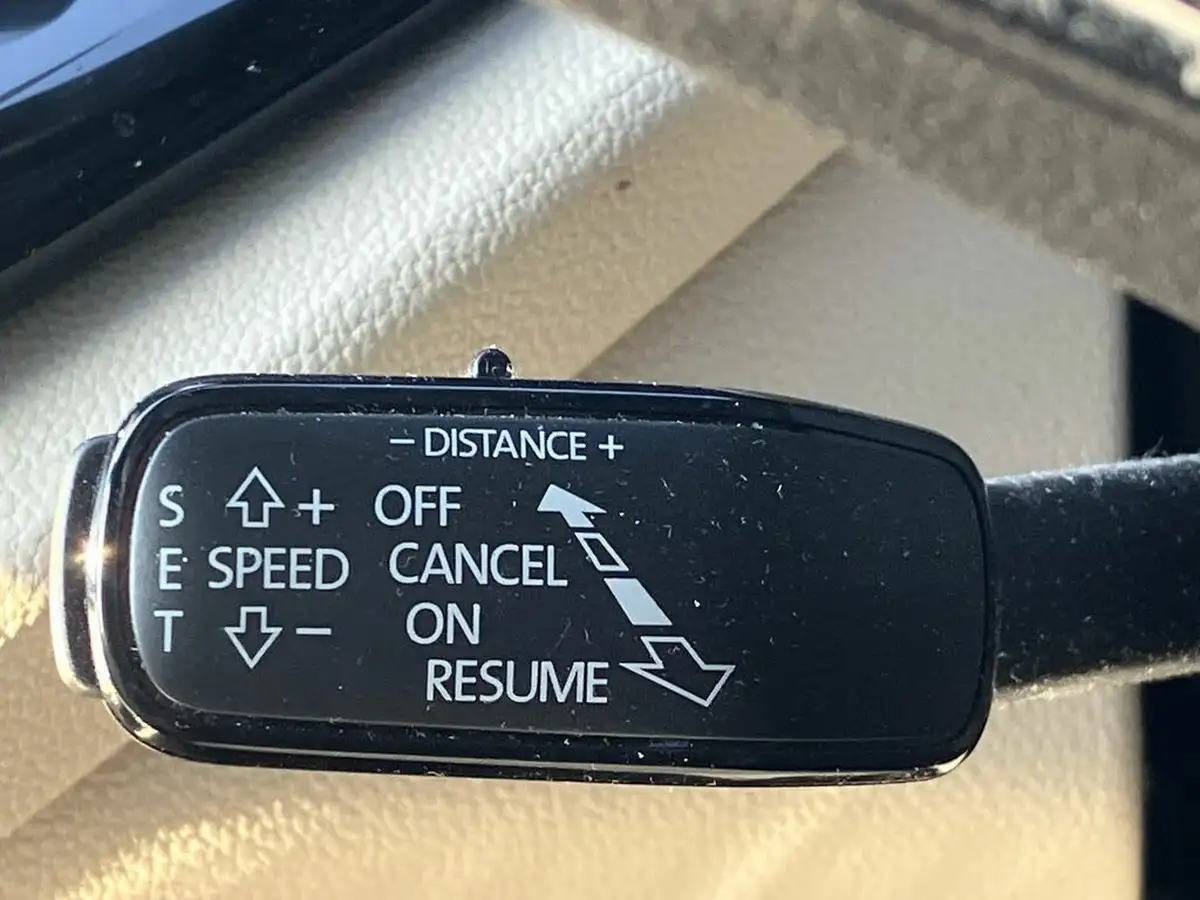 − DISTANCE +
S + OFF
E SPEED CANCEL
T − ON
RESUME